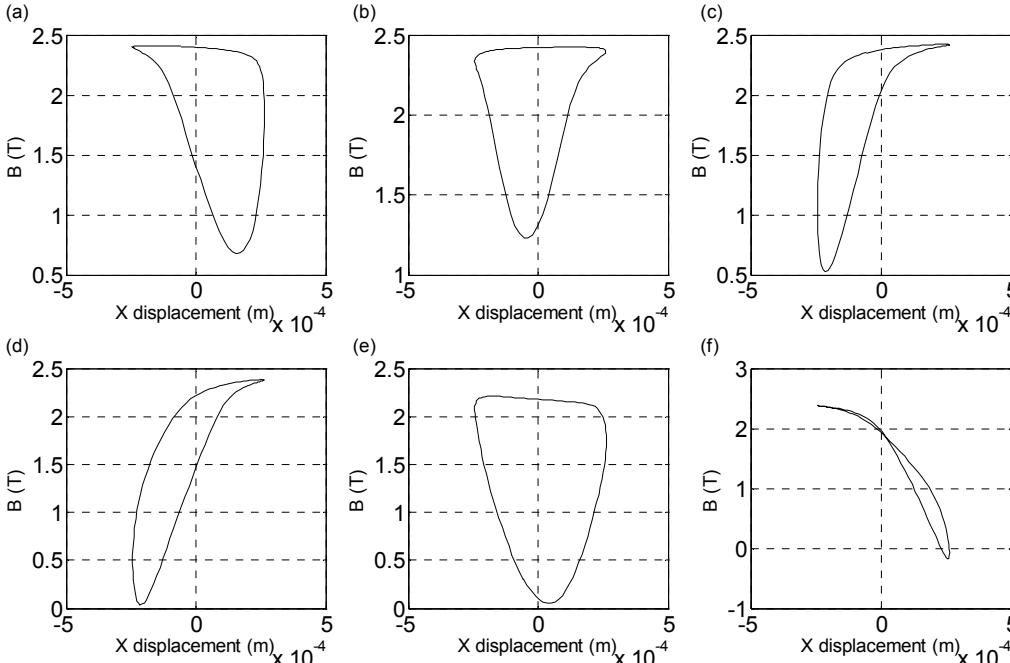 (a) (b) (c)
2.5 2.5 2.5
2 2 2
B (T) B (T) B (T)
1.5 1.5 1.5
1 1
0.5 1 0.5
-5 0 5 -5 0 5 -5 0 5
X displacement (m) X displacement (m) X displacement (m)
x 10-4 x 10-4 x 10-4
(d) (e) (f)
2.5 2.5 3
2 2 2
B (T) B (T) B (T)
1.5 1.5 1
1 1 0
0.5 0.5
0 0 -1
-5 0 5 -5 0 5 -5 0 5
X displacement (m) X displacement (m) X displacement (m)
x 10-4 x 10-4 x 10-4